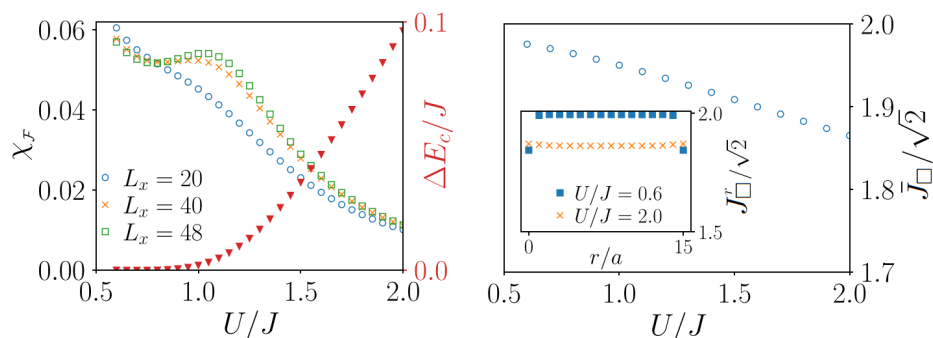 0.06
0.04
0.02
0.00
χ_F
L_x = 20
L_x = 40
L_x = 48
0.5
1.0
1.5
2.0
U/J
0.1
0.0
ΔE_c/J
2.0
1.9
1.8
1.7
J̅_□/√2
0.5
1.0
1.5
2.0
U/J
U/J = 0.6
U/J = 2.0
0
15
r/a
2.0
1.5
J^r_□/√2